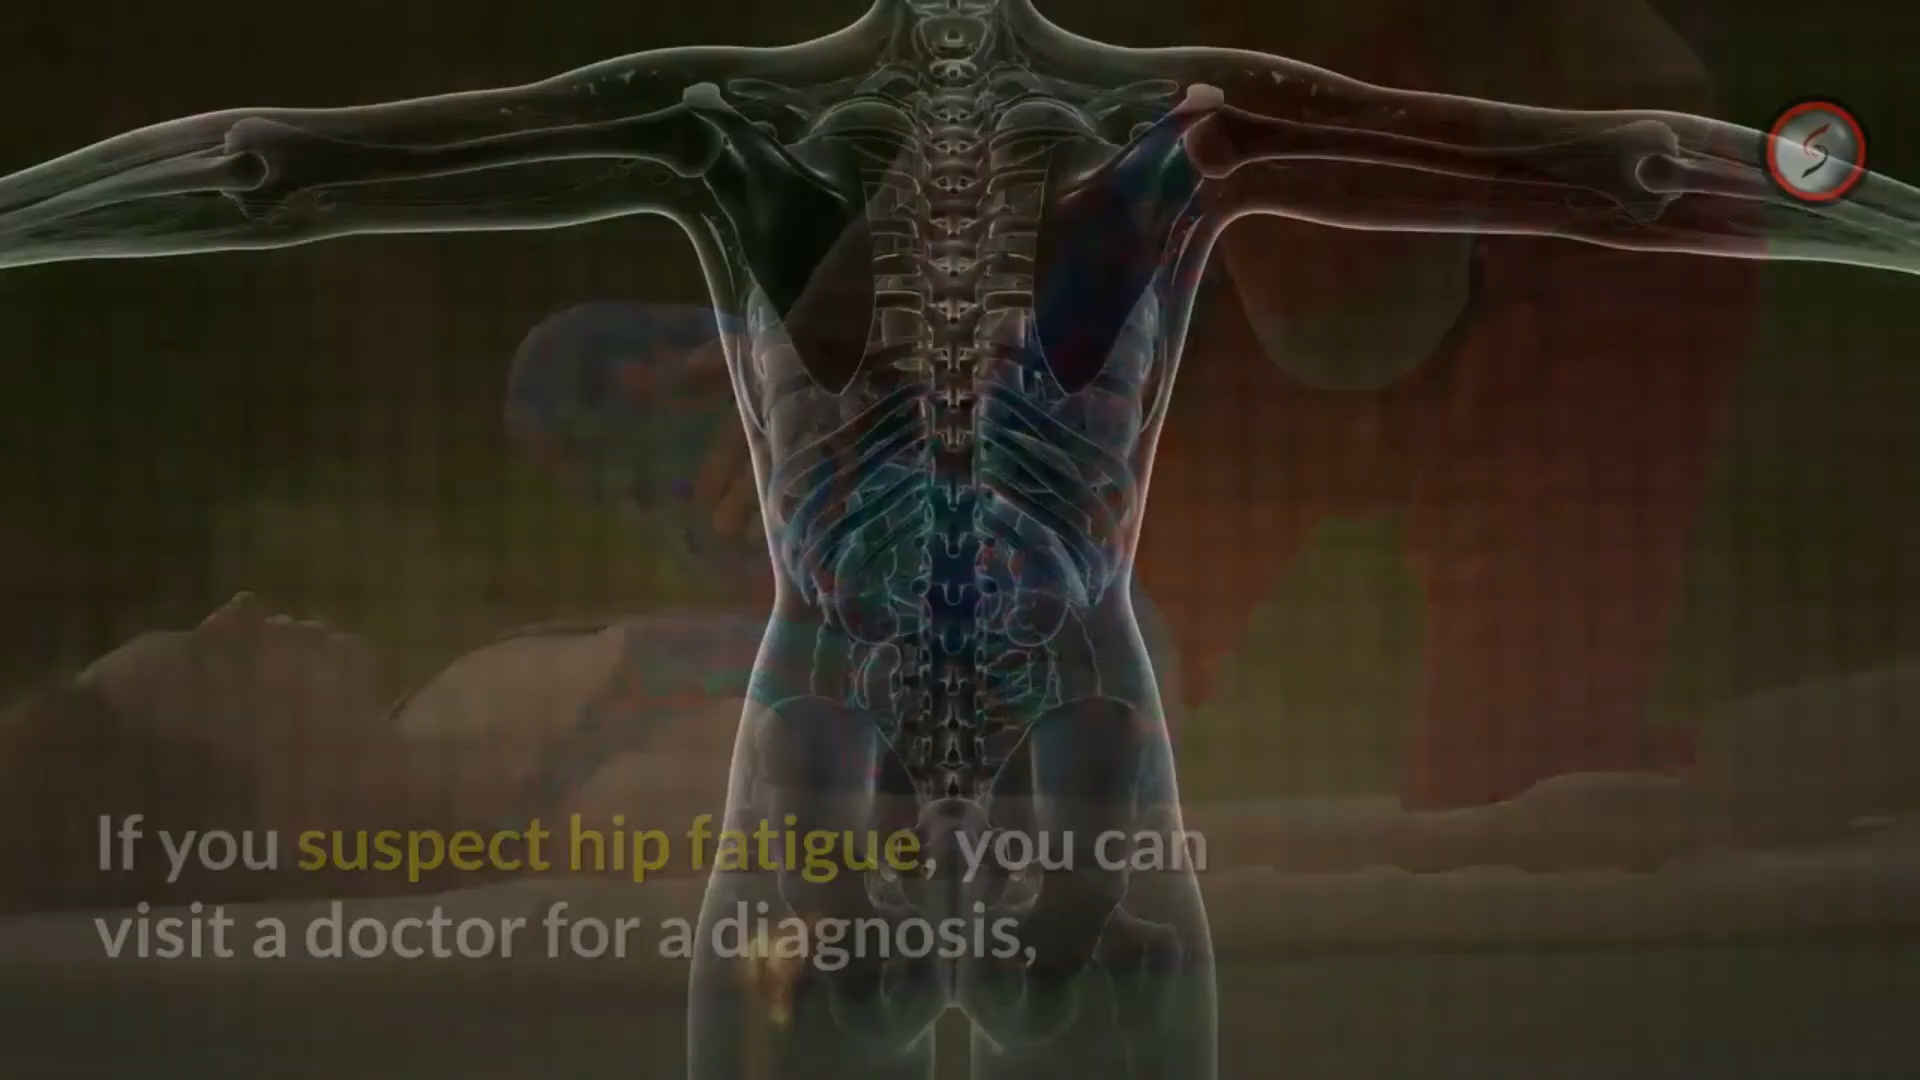 If you suspect hip fatigue, you can
visit a doctor for a diagnosis,